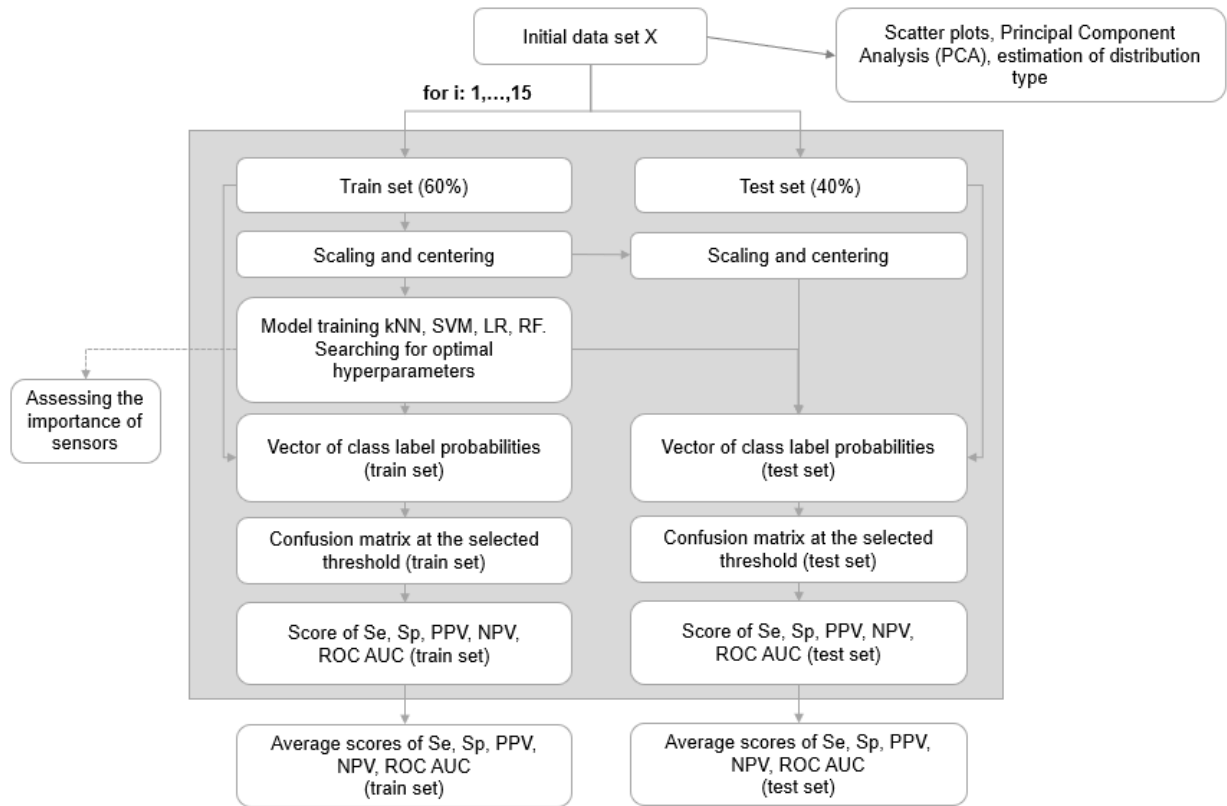 Initial data set X
Scatter plots, Principal Component
Analysis (PCA), estimation of distribution
type
for i: 1,...,15
Train set (60%)
Test set (40%)
Scaling and centering
Scaling and centering
Model training kNN, SVM, LR, RF.
Searching for optimal
hyperparameters
Assessing the
importance of
sensors
Vector of class label probabilities
(train set)
Vector of class label probabilities
(test set)
Confusion matrix at the selected
threshold (train set)
Confusion matrix at the selected
threshold (test set)
Score of Se, Sp, PPV, NPV,
ROC AUC (train set)
Score of Se, Sp, PPV, NPV,
ROC AUC (test set)
Average scores of Se, Sp, PPV,
NPV, ROC AUC
(train set)
Average scores of Se, Sp, PPV,
NPV, ROC AUC
(test set)